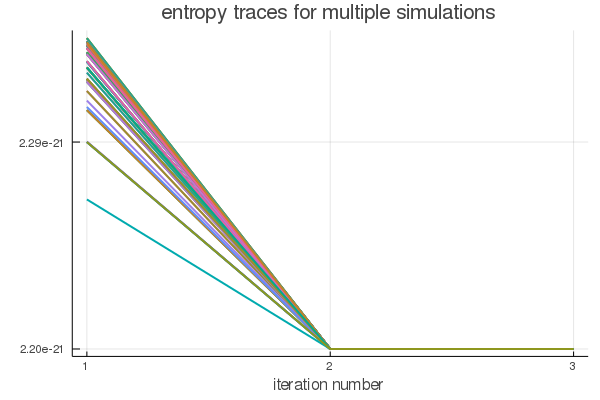 entropy traces for multiple simulations
2.29e-21
2.20e-21
1
2
3
iteration number